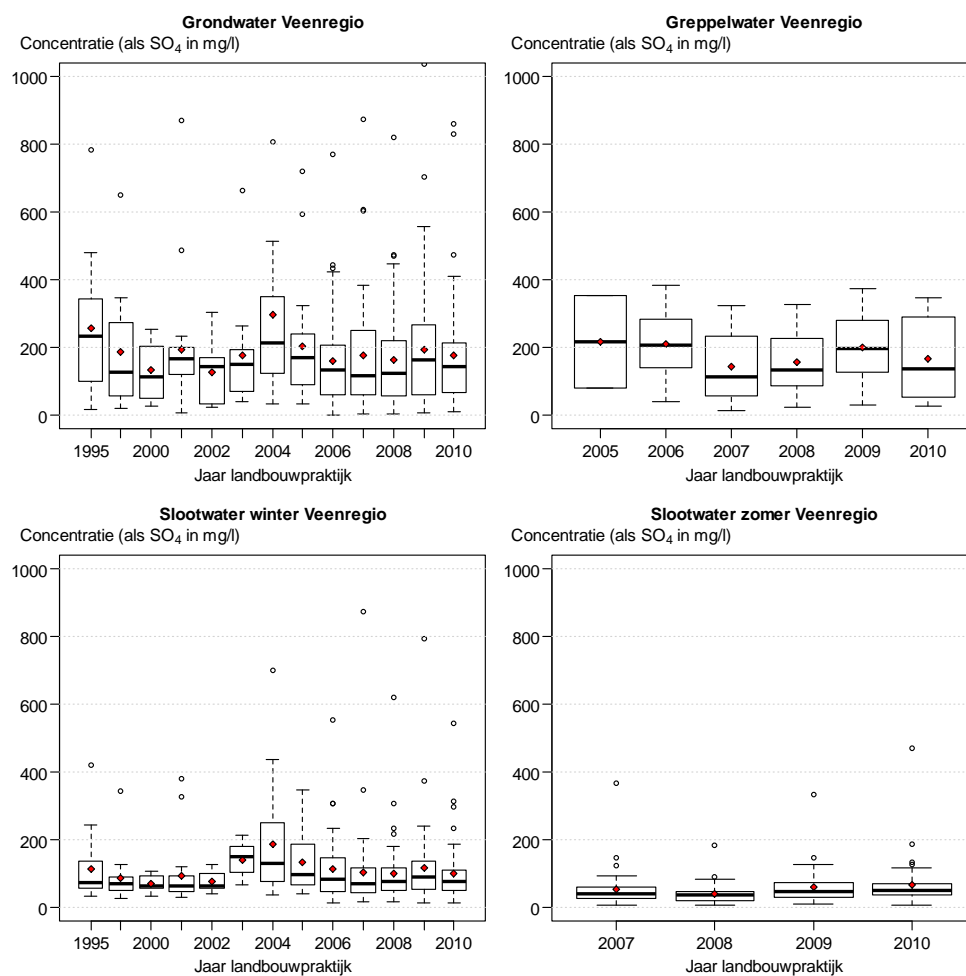 Grondwater Veenregio
Concentratie (als SO4 in mg/l)
1000
800
600
400
200
0
1995 2000 2002 2004 2006 2008 2010
Jaar landbouwpraktijk
Greppelwater Veenregio
Concentratie (als SO4 in mg/l)
1000
800
600
400
200
0
2005 2006 2007 2008 2009 2010
Jaar landbouwpraktijk
Slootwater winter Veenregio
Concentratie (als SO4 in mg/l)
1000
800
600
400
200
0
1995 2000 2002 2004 2006 2008 2010
Jaar landbouwpraktijk
Slootwater zomer Veenregio
Concentratie (als SO4 in mg/l)
1000
800
600
400
200
0
2007 2008 2009 2010
Jaar landbouwpraktijk